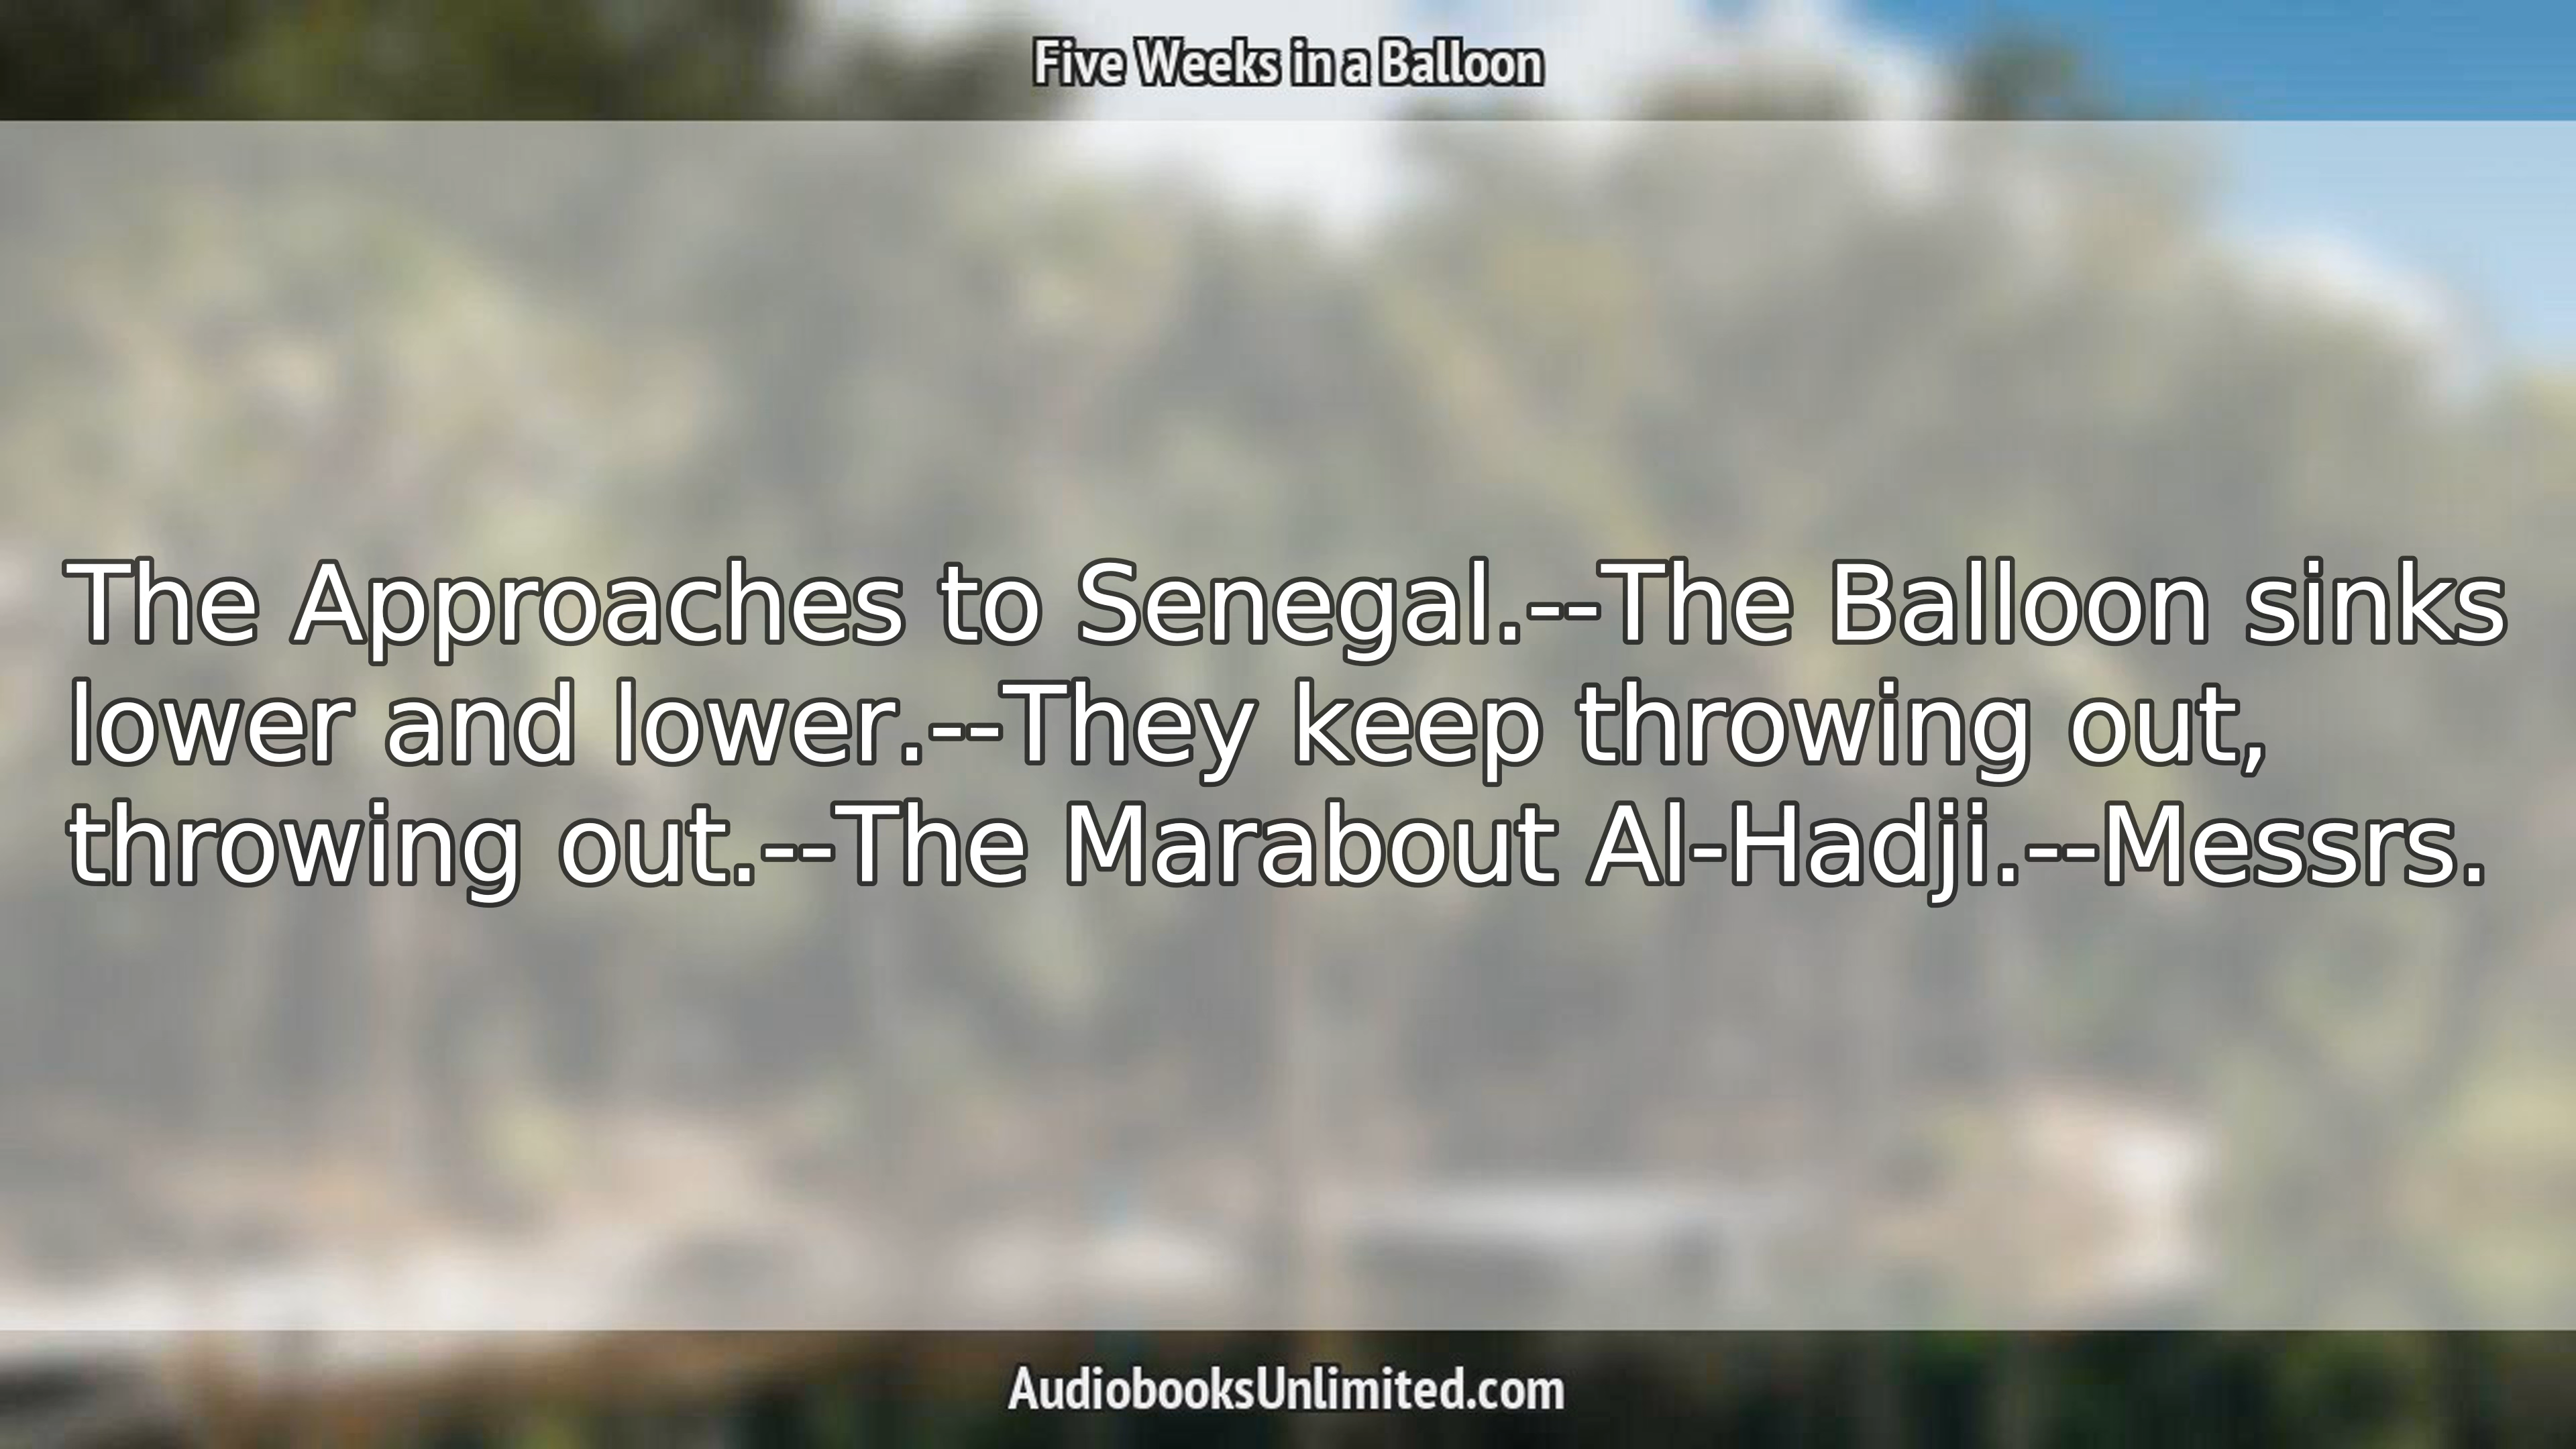 Five Weeks in a Balloon
The Approaches to Senegal.--The Balloon sinks
lower and lower.--They keep throwing out,
throwing out.--The Marabout Al-Hadji.--Messrs.
AudiobooksUnlimited.com